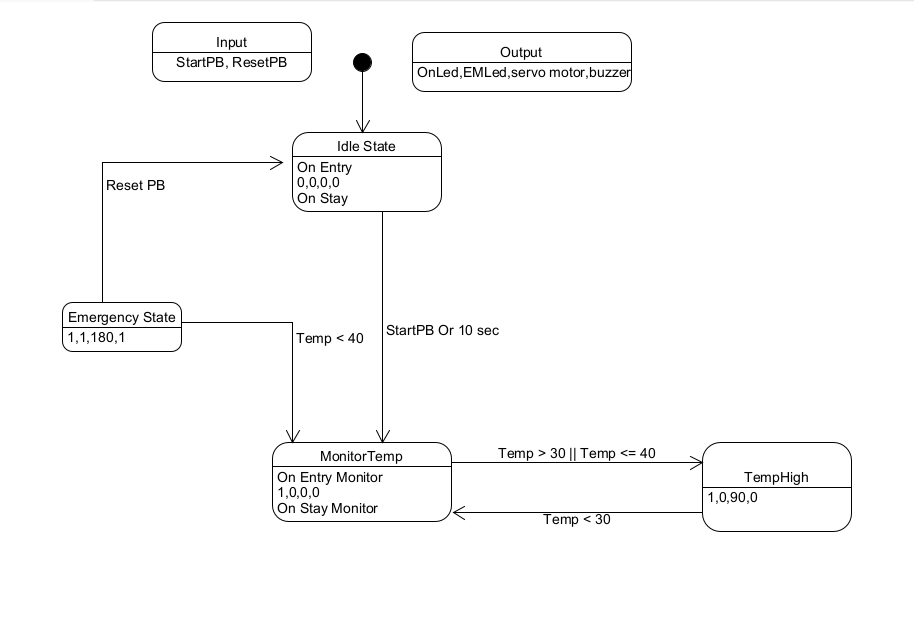 Input
StartPB, ResetPB
Output
OnLed,EMLed,servo motor,buzzer
Idle State
On Entry
0,0,0,0
On Stay
Reset PB
Emergency State
1,1,180,1
Temp < 40
StartPB Or 10 sec
MonitorTemp
On Entry Monitor
1,0,0,0
On Stay Monitor
Temp > 30 || Temp <= 40
Temp < 30
TempHigh
1,0,90,0